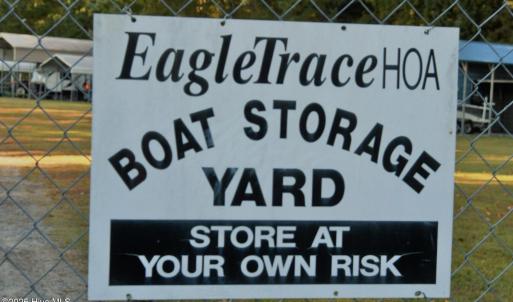 EagleTrace HOA
BOAT STORAGE
YARD
STORE AT
YOUR OWN RISK